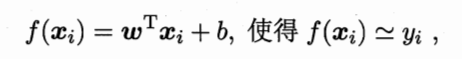 f(𝒙ᵢ) = 𝒘ᵀ𝒙ᵢ + b, 使得 f(𝒙ᵢ) ≃ yᵢ ,